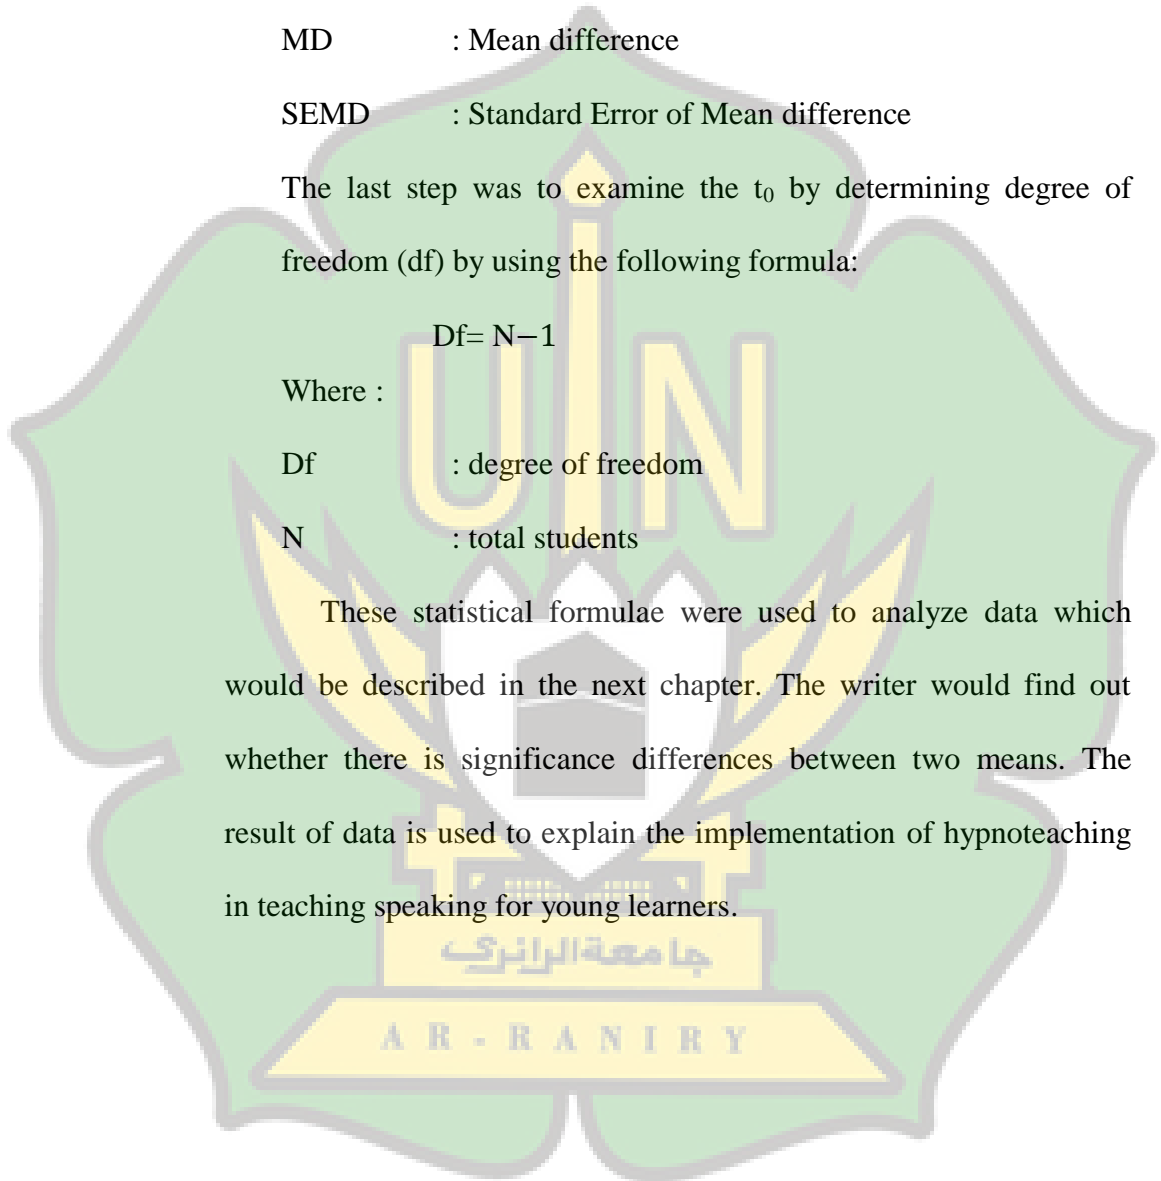 MD : Mean difference
SEMD : Standard Error of Mean difference
The last step was to examine the t₀ by determining degree of
freedom (df) by using the following formula:
Df= N−1
Where :
Df : degree of freedom
N : total students
These statistical formulae were used to analyze data which
would be described in the next chapter. The writer would find out
whether there is significance differences between two means. The
result of data is used to explain the implementation of hypnoteaching
in teaching speaking for young learners.
UIN
جامعة الرانري
AR-RANIRY